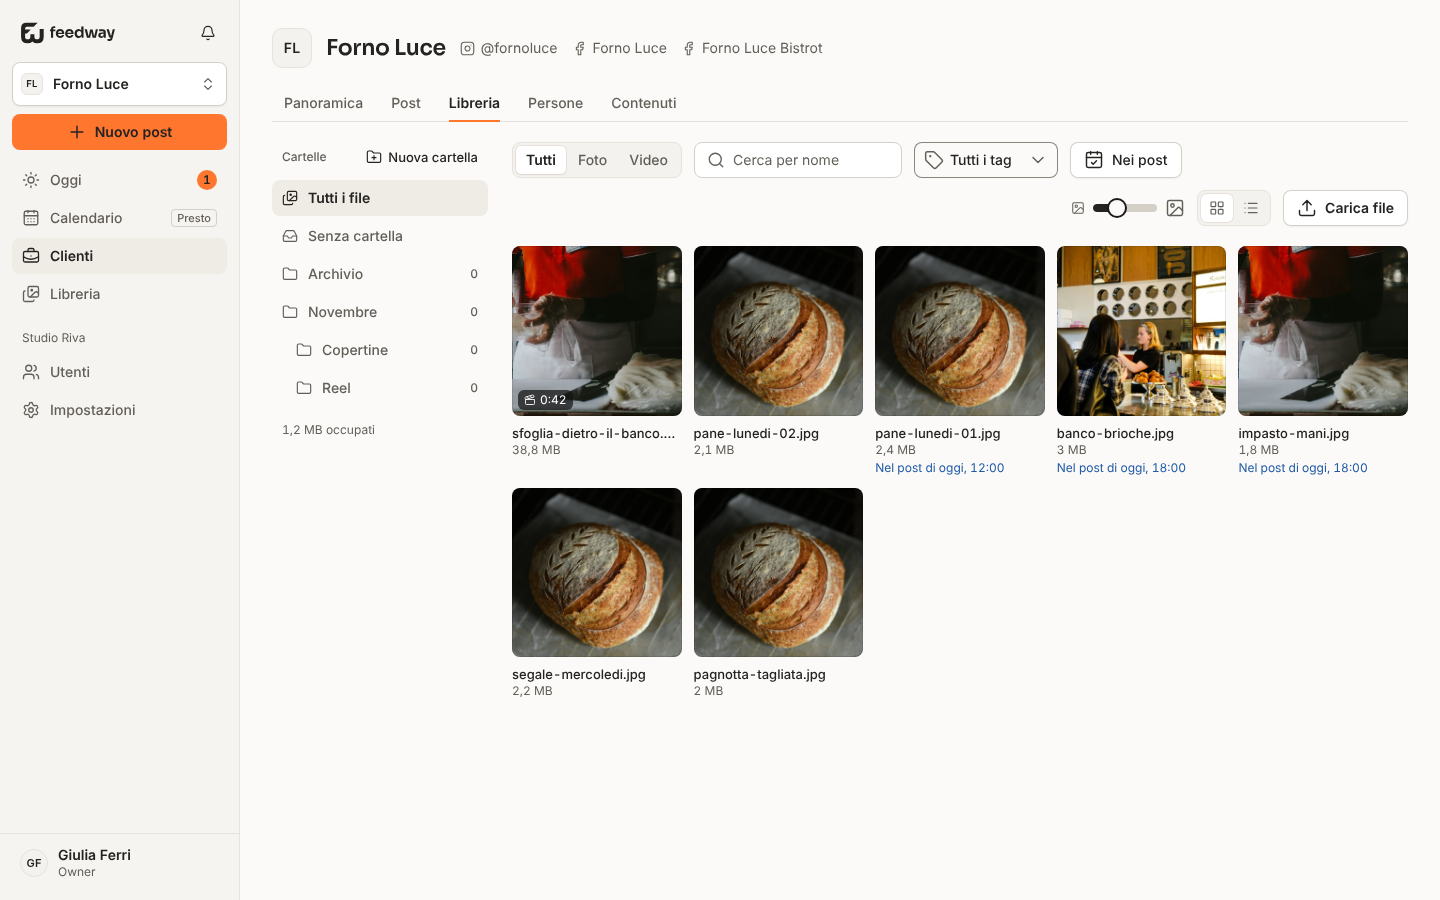 feedway
FL Forno Luce
Nuovo post
Oggi 1
Calendario Presto
Clienti
Libreria
Studio Riva
Utenti
Impostazioni
GF Giulia Ferri
Owner
FL Forno Luce @fornoluce Forno Luce Forno Luce Bistrot
Panoramica Post Libreria Persone Contenuti
Cartelle Nuova cartella
Tutti i file
Senza cartella
Archivio 0
Novembre 0
Copertine 0
Reel 0
1,2 MB occupati
Tutti Foto Video Cerca per nome Tutti i tag Nei post
Carica file
0:42
sfoglia-dietro-il-banco.... pane-lunedi-02.jpg pane-lunedi-01.jpg banco-brioche.jpg impasto-mani.jpg
38,8 MB 2,1 MB 2,4 MB 3 MB 1,8 MB
Nel post di oggi, 12:00 Nel post di oggi, 18:00 Nel post di oggi, 18:00
segale-mercoledi.jpg pagnotta-tagliata.jpg
2,2 MB 2 MB